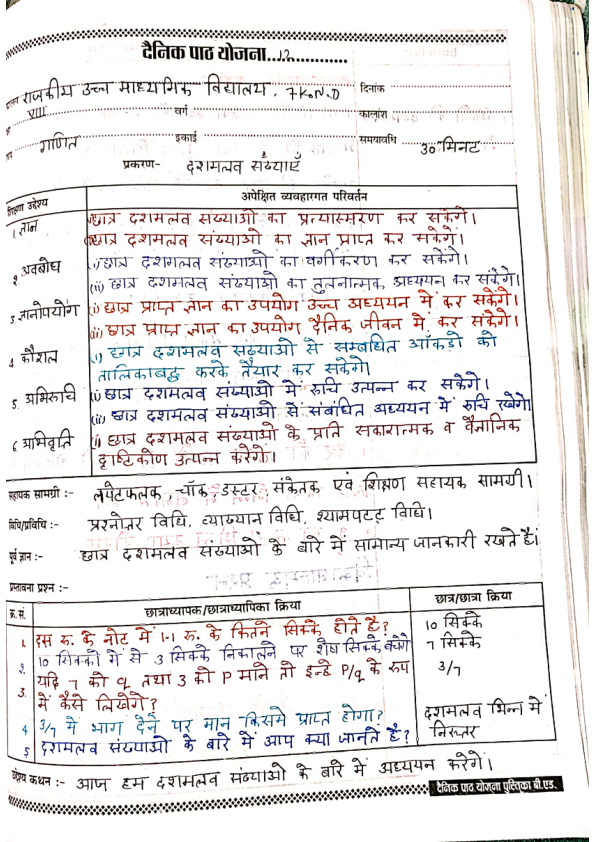 दैनिक पाठ योजना...12............
राजकीय उच्च माध्यमिक विद्यालय, 7 K.N.D दिनांक
VIII वर्ग कालांश
गणित इकाई समयावधि 30 मिनट
प्रकरण- दशमलव संख्याएँ
शिक्षण उद्देश्य अपेक्षित व्यवहारगत परिवर्तन
1. ज्ञान (i) छात्र दशमलव संख्याओं का प्रत्यास्मरण कर सकेंगे।
(ii) छात्र दशमलव संख्याओं का ज्ञान प्राप्त कर सकेंगे।
2. अवबोध (i) छात्र दशमलव संख्याओं का वर्गीकरण कर सकेंगे।
(ii) छात्र दशमलव संख्याओं का तुलनात्मक अध्ययन कर सकेंगे।
3. ज्ञानोपयोग (i) छात्र प्राप्त ज्ञान का उपयोग उच्च अध्ययन में कर सकेंगे।
(ii) छात्र प्राप्त ज्ञान का उपयोग दैनिक जीवन में कर सकेंगे।
4. कौशल (i) छात्र दशमलव संख्याओं से सम्बधित आँकडो को
तालिकाबद्ध करके तैयार कर सकेंगे।
5. अभिरुचि (i) छात्र दशमलव संख्याओ में रुचि उत्पन्न कर सकेंगे।
(ii) छात्र दशमलव संख्याओ से संबंधित अध्ययन में रुचि रखेंगे।
6. अभिवृति (i) छात्र दशमलव संख्याओ के प्रति सकारात्मक व वैज्ञानिक
दृष्टिकोण उत्पन्न करेंगे।
सहायक सामग्री :- लपेटफलक, चॉक, डस्टर, संकेतक एवं शिक्षण सहायक सामग्री।
विधि/प्रविधि :- प्रश्नोतर विधि, व्याख्यान विधि, श्यामपटट् विधि।
पूर्व ज्ञान :- छात्र दशमलव संख्याओं के बारे में सामान्य जानकारी रखते है।
प्रस्तावना प्रश्न :-
क्र.सं. छात्राध्यापक/छात्राध्यापिका क्रिया छात्र/छात्रा क्रिया
1. दस रु. के नोट में 1-1 रु. के कितने सिक्के होते है? 10 सिक्के
2. 10 सिक्कों में से 3 सिक्के निकालने पर शेष सिक्के बचेंगे 7 सिक्के
3. यदि 7 को q तथा 3 को P माने तो इन्हे P/q के रुप 3/7
में कैसे लिखेंगे?
4 3/7 में भाग देने पर मान किसमे प्राप्त होगा? दशमलव भिन्न में
5 दशमलव संख्याओ के बारे में आप क्या जानते है? निरुतर
उद्देश्य कथन :- आज हम दशमलव संख्याओ के बारे में अध्ययन करेंगे।
दैनिक पाठ योजना पुस्तिका बी.एड.